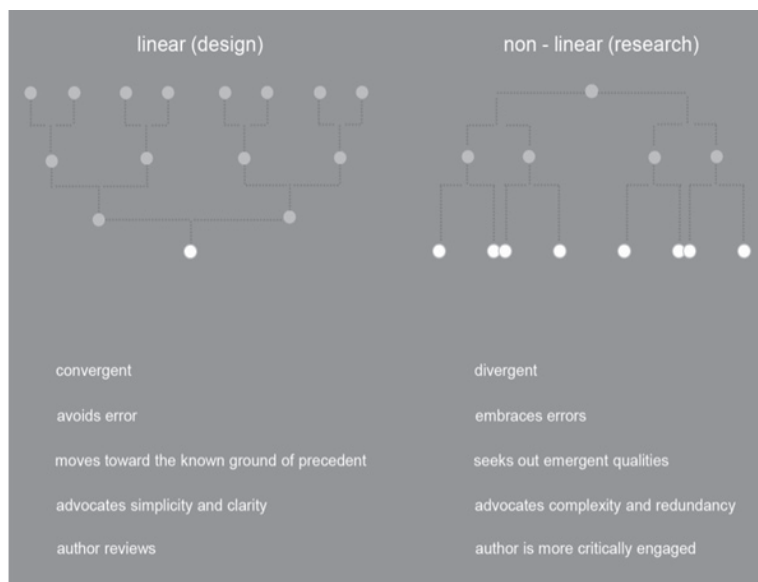 linear (design)
non - linear (research)
convergent
avoids error
moves toward the known ground of precedent
advocates simplicity and clarity
author reviews
divergent
embraces errors
seeks out emergent qualities
advocates complexity and redundancy
author is more critically engaged